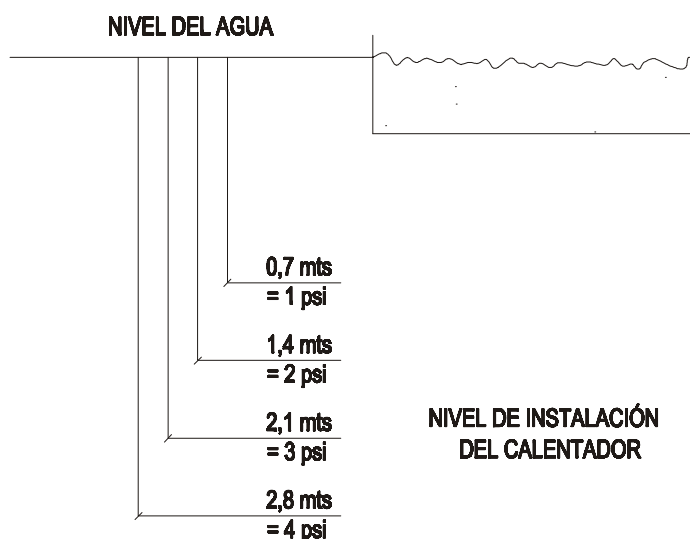 NIVEL DEL AGUA
0,7 mts
= 1 psi
1,4 mts
= 2 psi
2,1 mts
= 3 psi
2,8 mts
= 4 psi
NIVEL DE INSTALACIÓN
DEL CALENTADOR